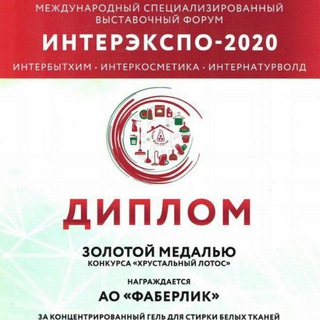 МЕЖДУНАРОДНЫЙ СПЕЦИАЛИЗИРОВАННЫЙ
ВЫСТАВОЧНЫЙ ФОРУМ
ИНТЕРЭКСПО-2020
ИНТЕРБЫТХИМ • ИНТЕРКОСМЕТИКА • ИНТЕРНАТУРВОЛД
ДИПЛОМ
ЗОЛОТОЙ МЕДАЛЬЮ
КОНКУРСА «ХРУСТАЛЬНЫЙ ЛОТОС»
НАГРАЖДАЕТСЯ
АО «ФАБЕРЛИК»
ЗА КОНЦЕНТРИРОВАННЫЙ ГЕЛЬ ДЛЯ СТИРКИ БЕЛЫХ ТКАНЕЙ